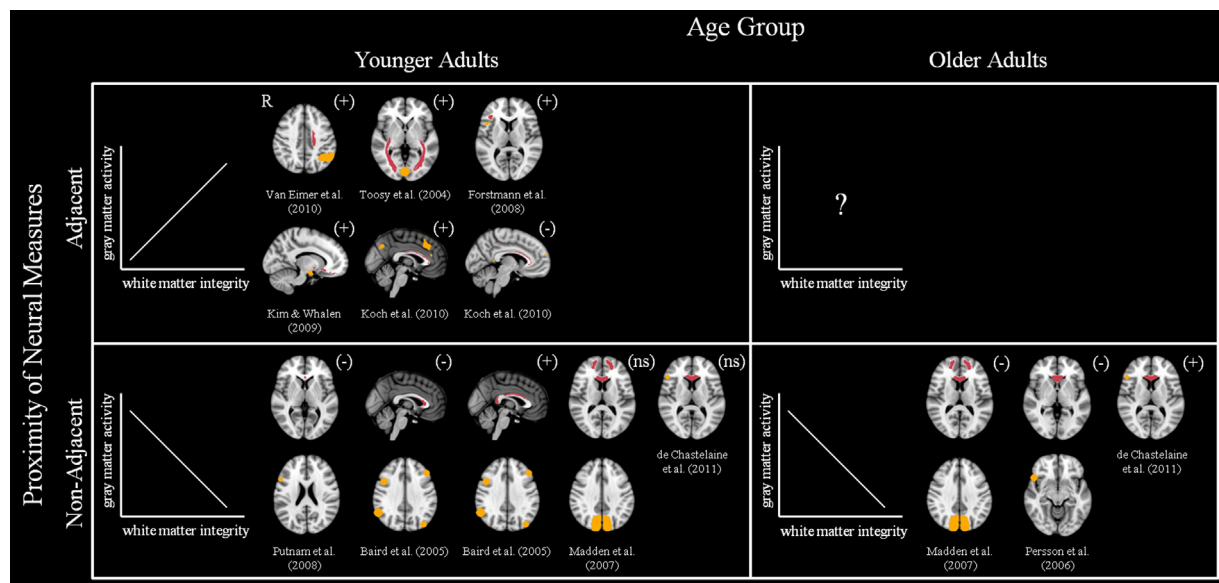 Age Group
Younger Adults
Older Adults
Proximity of Neural Measures
Adjacent
gray matter activity
white matter integrity
R
(+)
(+)
(+)
Van Eimer et al.
(2010)
Toosy et al. (2004)
Forstmann et al.
(2008)
(+)
(+)
(-)
Kim & Whalen
(2009)
Koch et al. (2010)
Koch et al. (2010)
gray matter activity
?
white matter integrity
Non-Adjacent
gray matter activity
white matter integrity
(-)
(-)
(+)
(ns)
(ns)
de Chastelaine
et al. (2011)
Putnam et al.
(2008)
Baird et al. (2005)
Baird et al. (2005)
Madden et al.
(2007)
gray matter activity
white matter integrity
(-)
(-)
(+)
de Chastelaine
et al. (2011)
Madden et al.
(2007)
Persson et al.
(2006)